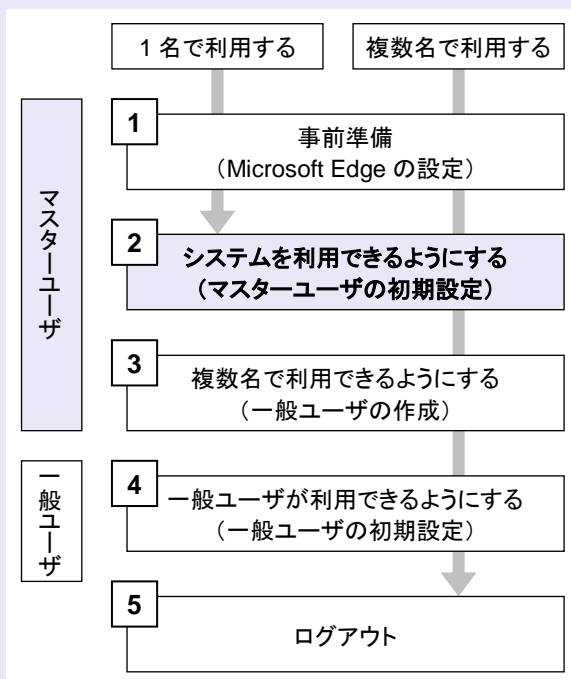 1 名で利用する
複数名で利用する
マスターユーザ
1
事前準備
（Microsoft Edge の設定）
2
システムを利用できるようにする
（マスターユーザの初期設定）
3
複数名で利用できるようにする
（一般ユーザの作成）
一般ユーザ
4
一般ユーザが利用できるようにする
（一般ユーザの初期設定）
5
ログアウト